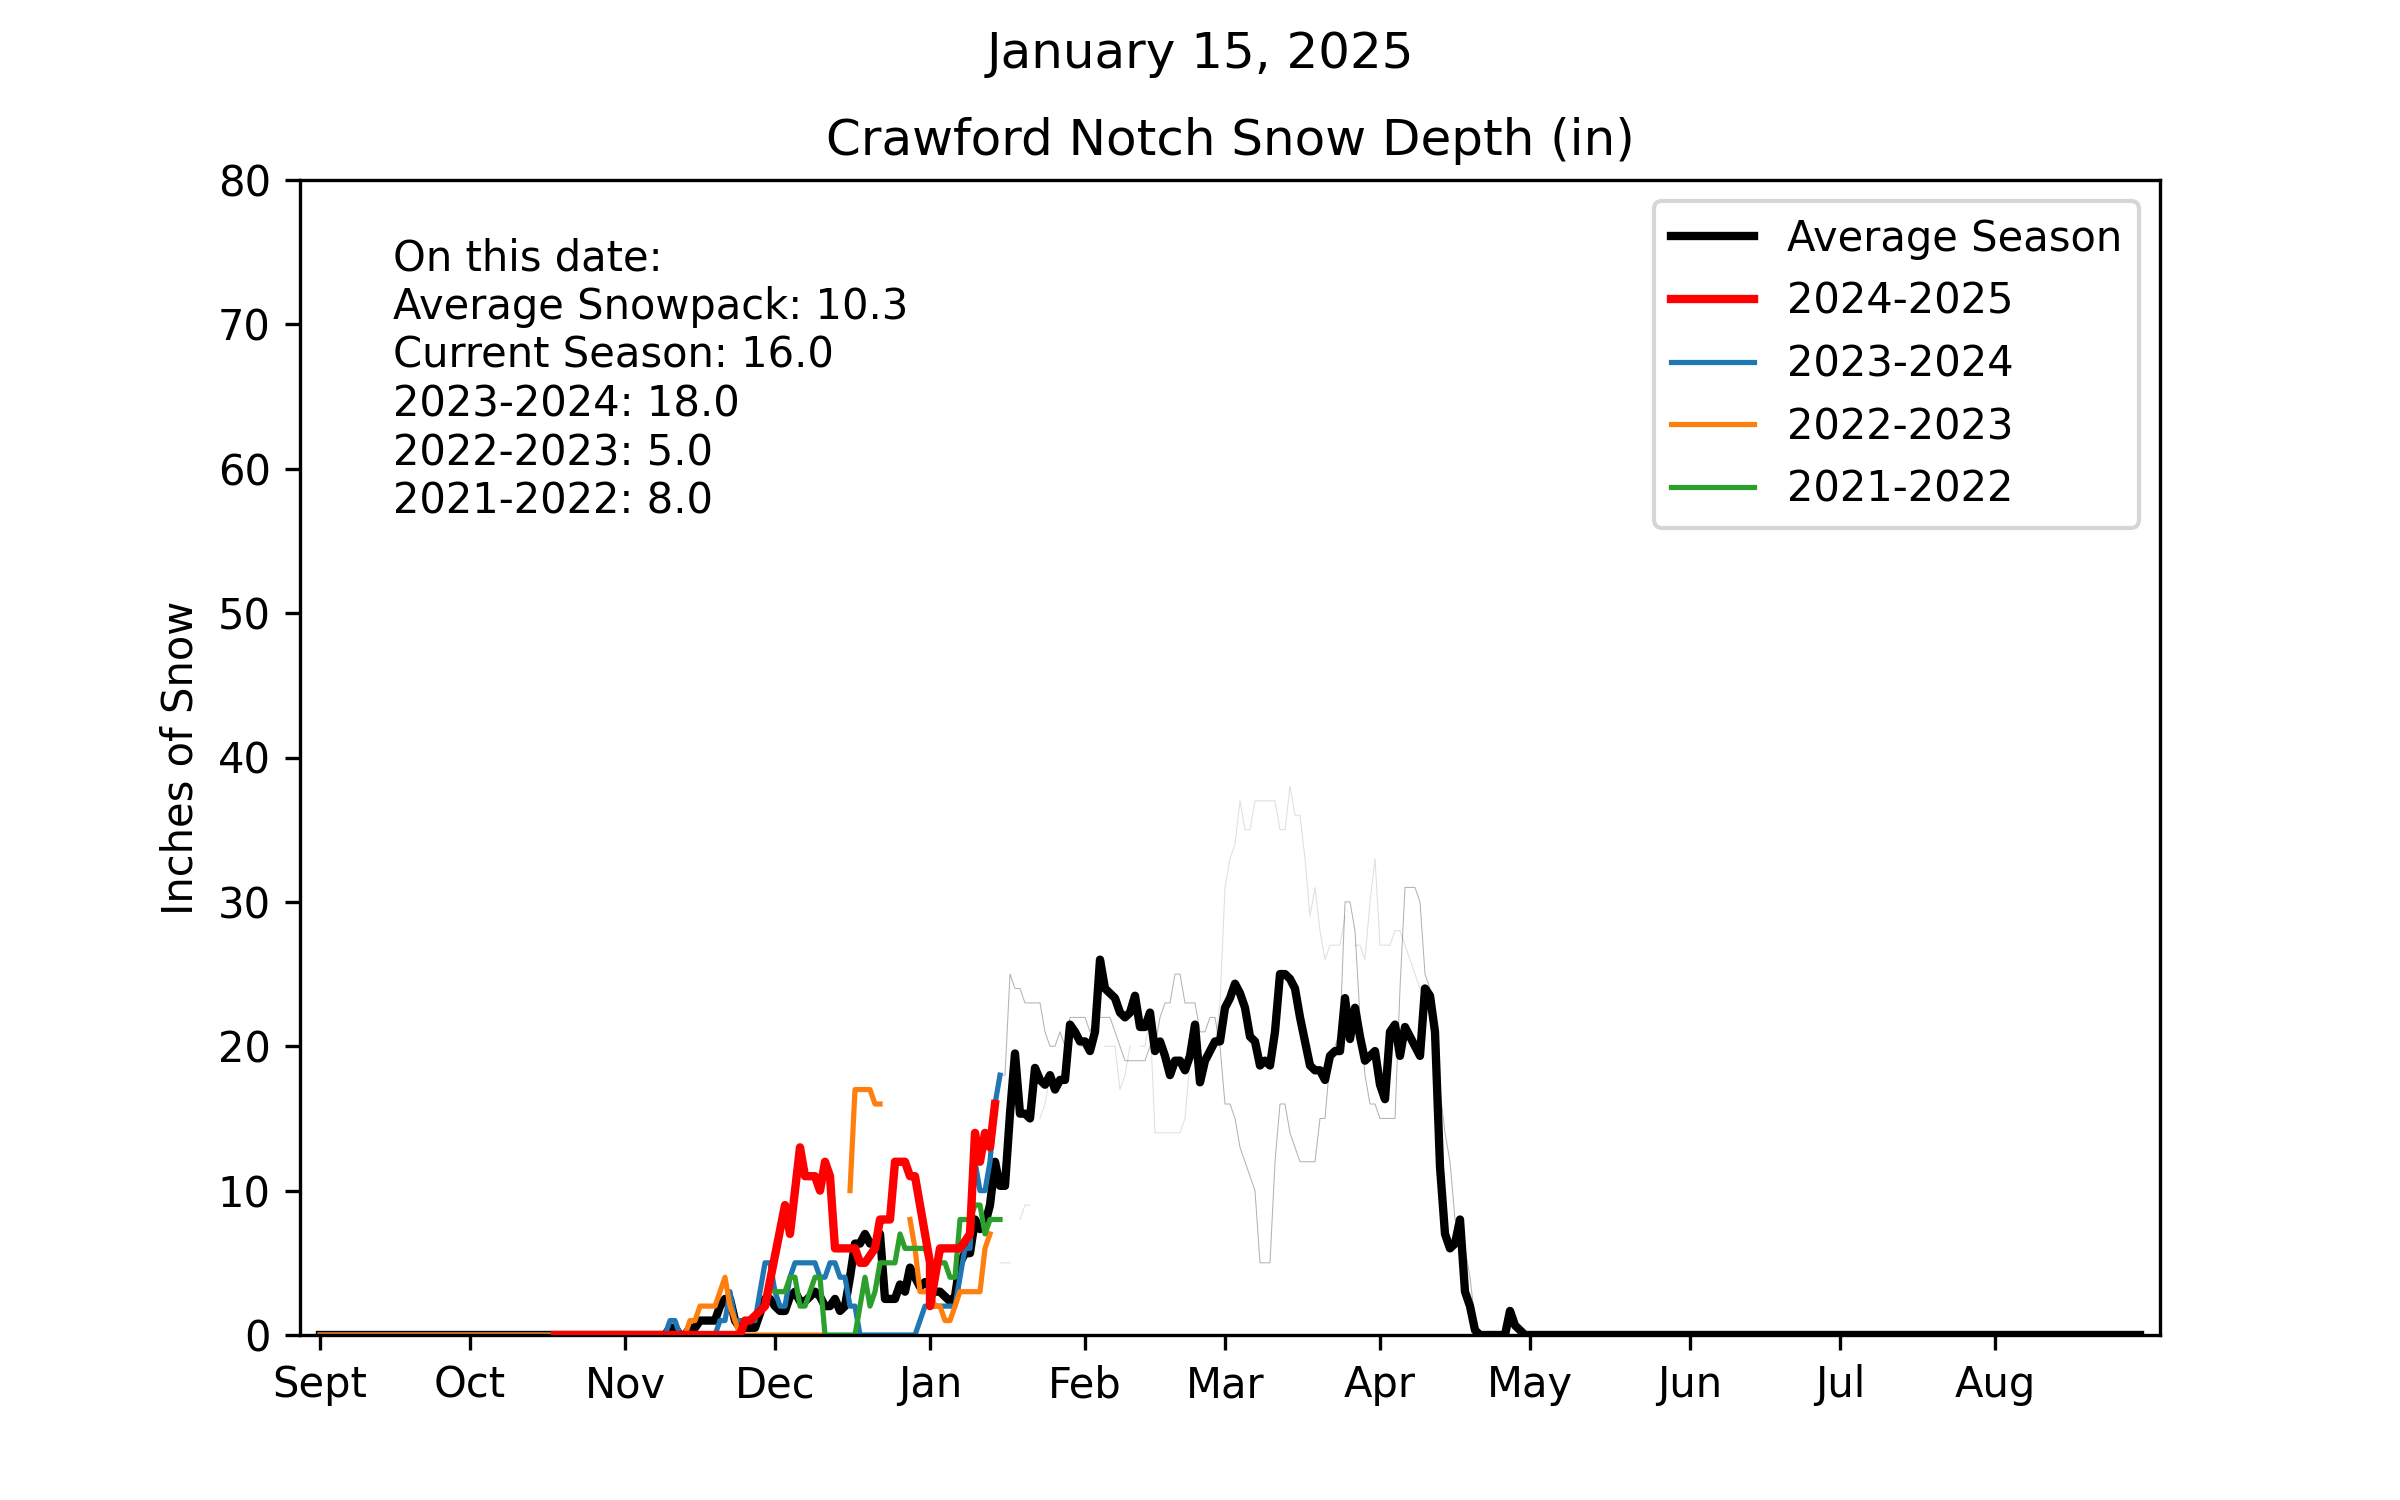 January 15, 2025
Crawford Notch Snow Depth (in)
80
70
60
50
40
30
20
10
0
Inches of Snow
On this date:
Average Snowpack: 10.3
Current Season: 16.0
2023-2024: 18.0
2022-2023: 5.0
2021-2022: 8.0
Average Season
2024-2025
2023-2024
2022-2023
2021-2022
Sept Oct Nov Dec Jan Feb Mar Apr May Jun Jul Aug